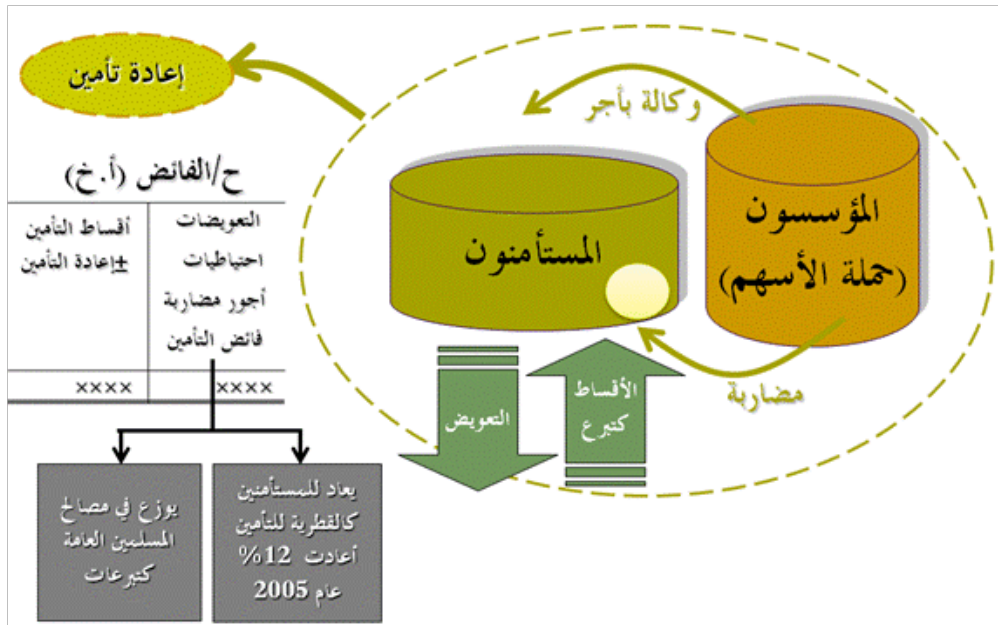 إعادة تأمين
وكالة بأجر
المؤسسون
(حملة الأسهم)
المستأمنون
مضاربة
الأقساط
كتبرع
التعويض
ح/الفائض (أ.خ)
التعويضات
احتياطيات
أجور مضاربة
فائض التأمين
××××
أقساط التأمين
±إعادة التأمين
××××
يعاد للمستأمنين
كالقطرية للتأمين
أعادت 12%
عام 2005
يوزع في مصالح
المسلمين العامة
كتبرعات